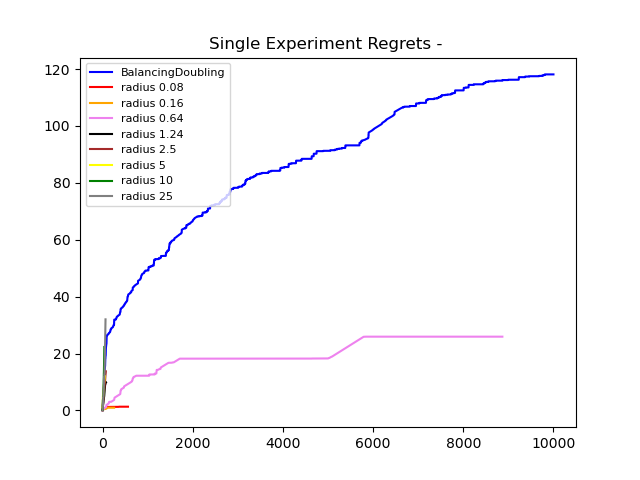 Single Experiment Regrets -
120
100
80
60
40
20
0
BalancingDoubling
radius 0.08
radius 0.16
radius 0.64
radius 1.24
radius 2.5
radius 5
radius 10
radius 25
0 2000 4000 6000 8000 10000